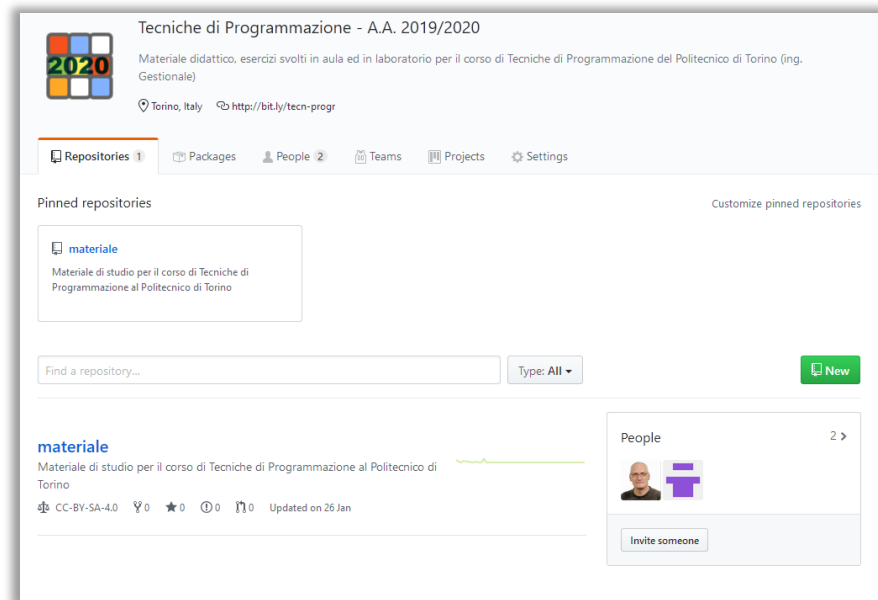 Tecniche di Programmazione - A.A. 2019/2020
2020
Materiale didattico, esercizi svolti in aula ed in laboratorio per il corso di Tecniche di Programmazione del Politecnico di Torino (ing.
Gestionale)
Torino, Italy http://bit.ly/tecn-progr
Repositories 1 Packages People 2 Teams Projects Settings
Pinned repositories Customize pinned repositories
materiale
Materiale di studio per il corso di Tecniche di
Programmazione al Politecnico di Torino
Find a repository... Type: All New
materiale
Materiale di studio per il corso di Tecniche di Programmazione al Politecnico di
Torino
CC-BY-SA-4.0 0 0 0 0 Updated on 26 Jan
People 2
Invite someone